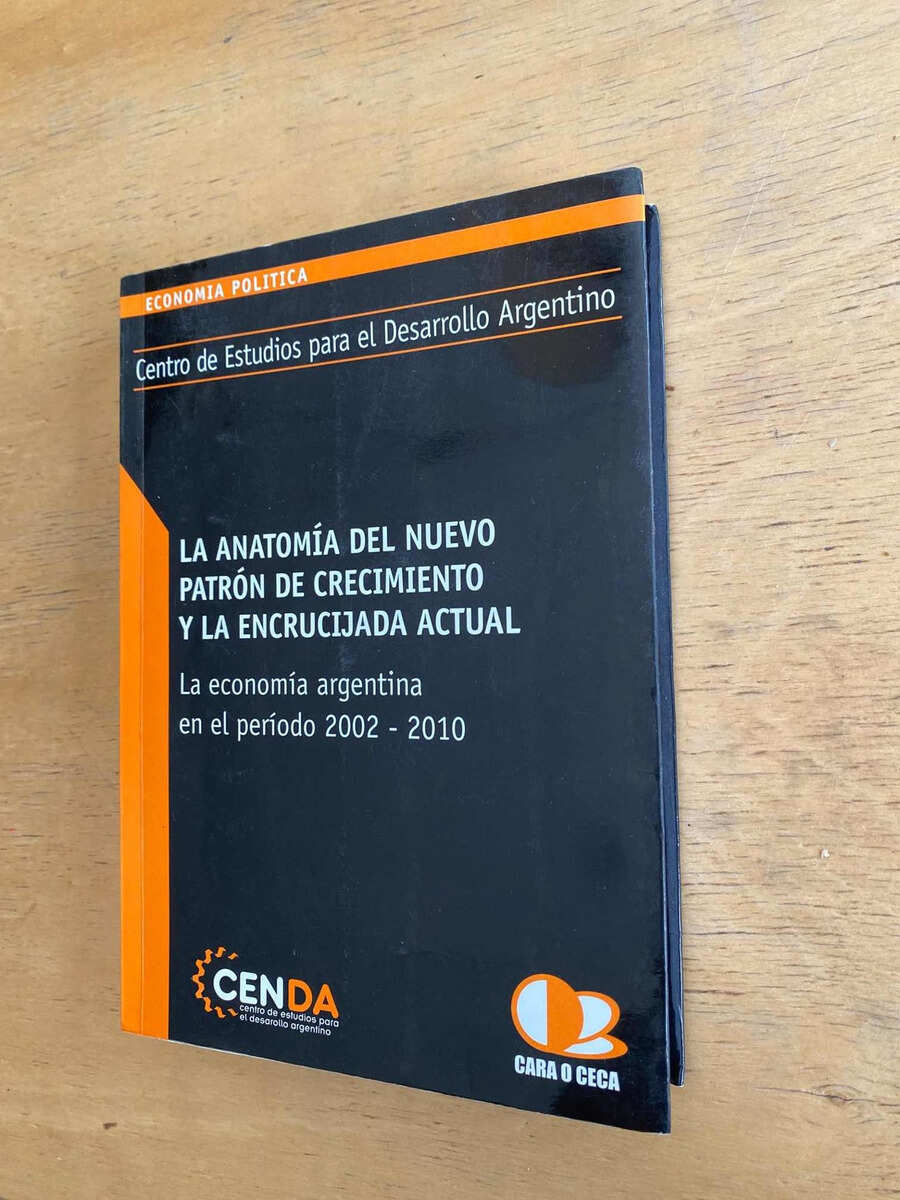 ECONOMIA POLITICA
Centro de Estudios para el Desarrollo Argentino
LA ANATOMÍA DEL NUEVO
PATRÓN DE CRECIMIENTO
Y LA ENCRUCIJADA ACTUAL
La economía argentina
en el período 2002 - 2010
CENDA
centro de estudios para
el desarollo argentino
CARA O CECA